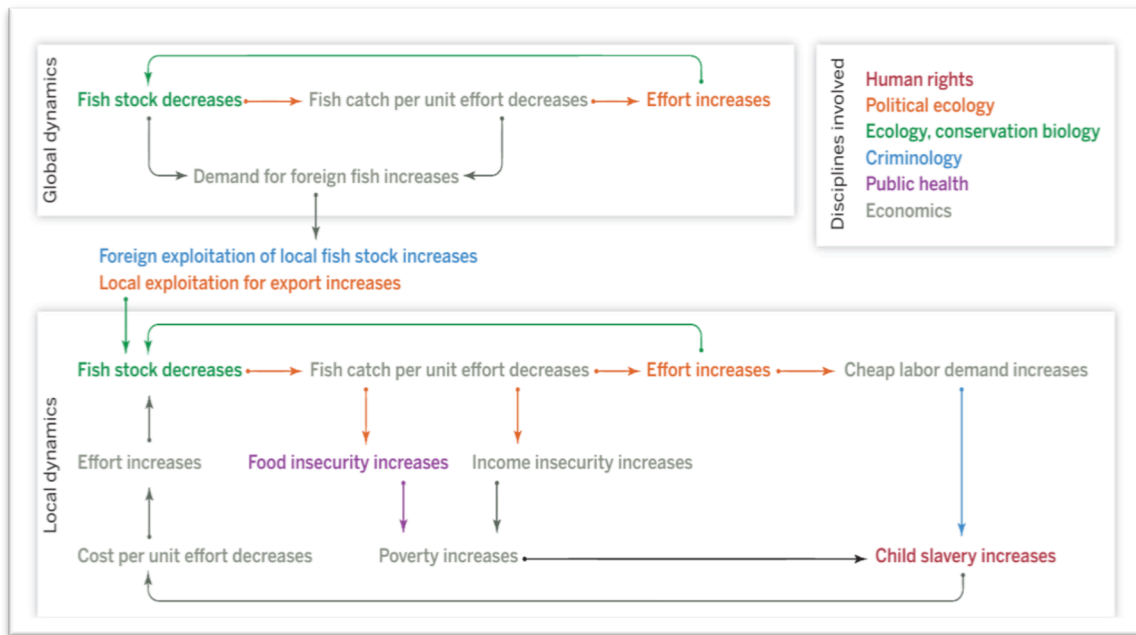 Global dynamics
Fish stock decreases
Fish catch per unit effort decreases
Effort increases
Demand for foreign fish increases
Disciplines involved
Human rights
Political ecology
Ecology, conservation biology
Criminology
Public health
Economics
Foreign exploitation of local fish stock increases
Local exploitation for export increases
Local dynamics
Fish stock decreases
Fish catch per unit effort decreases
Effort increases
Cheap labor demand increases
Effort increases
Food insecurity increases
Income insecurity increases
Cost per unit effort decreases
Poverty increases
Child slavery increases